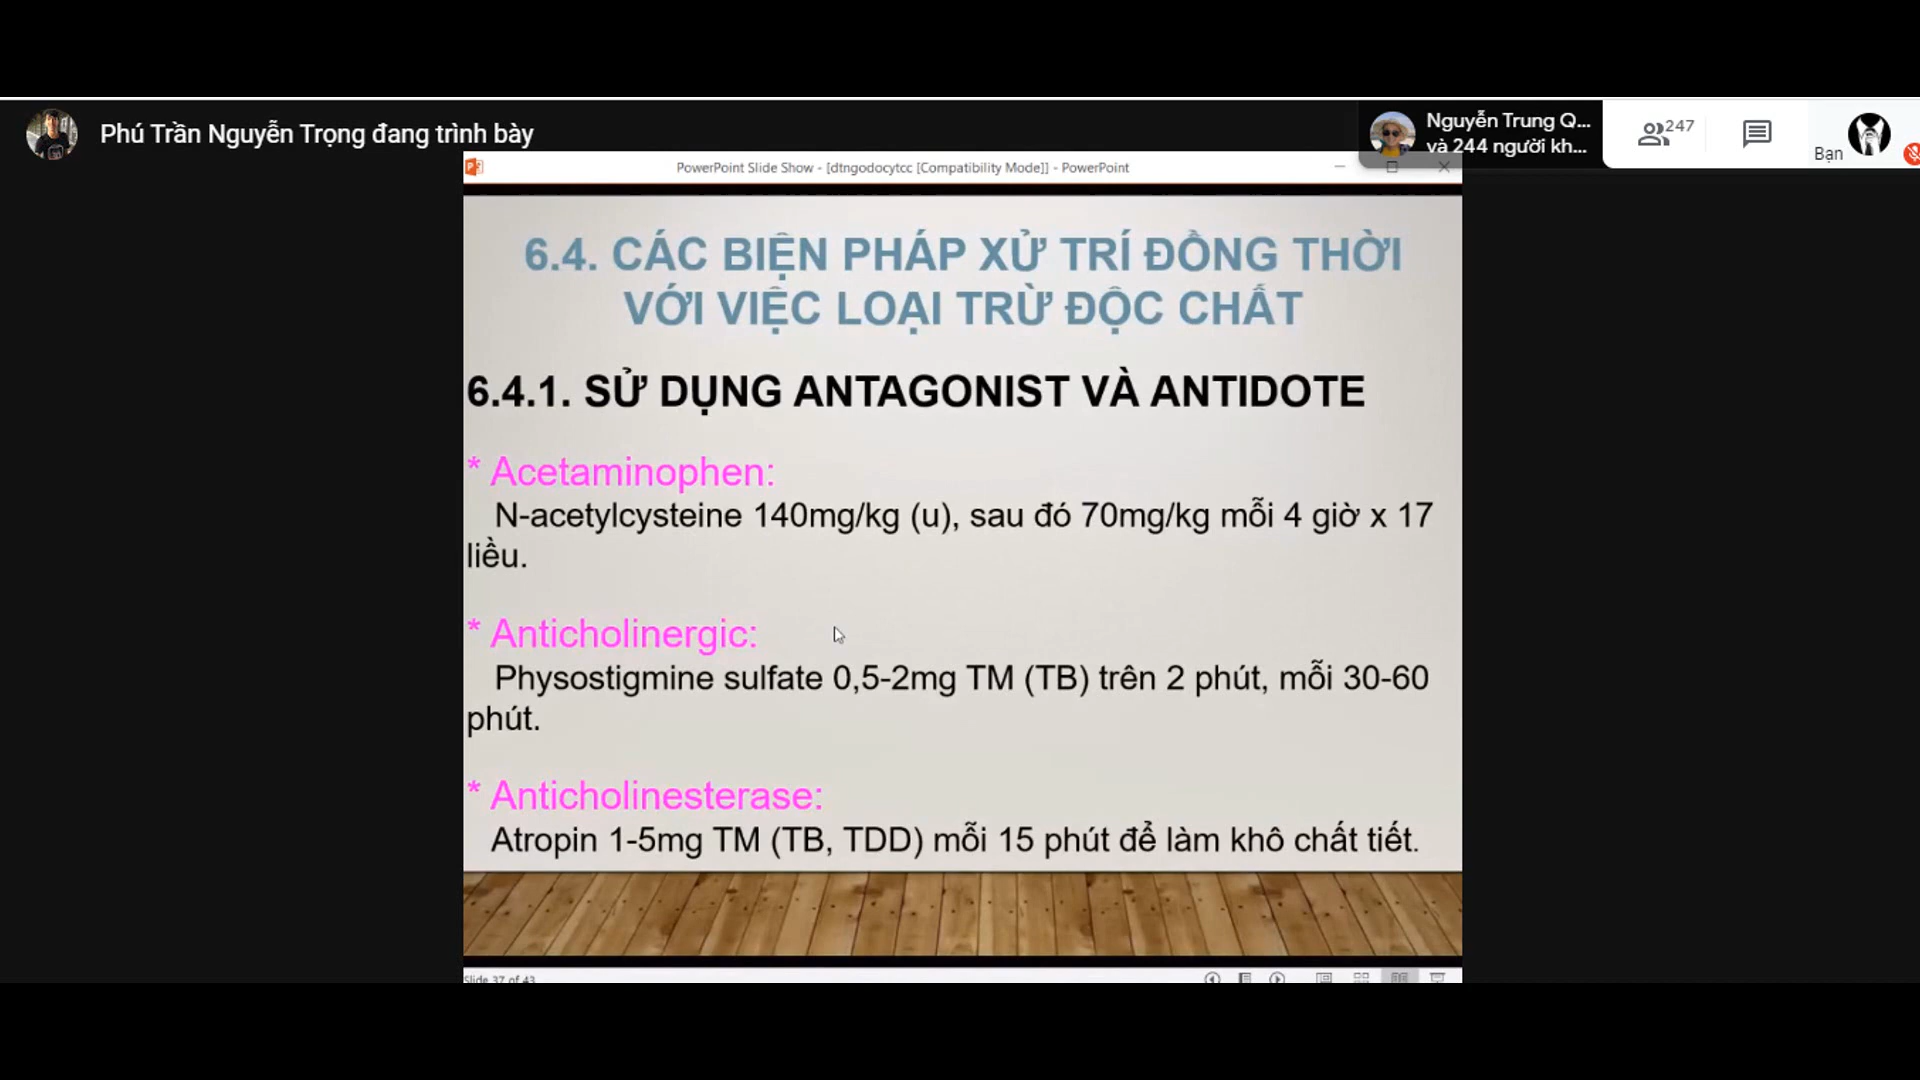 Phú Trần Nguyễn Trọng đang trình bày
Nguyễn Trung Q...
và 244 người kh...
247
Bạn
PowerPoint Slide Show - [dtngodocytcc [Compatibility Mode]] - PowerPoint
6.4. CÁC BIỆN PHÁP XỬ TRÍ ĐỒNG THỜI
VỚI VIỆC LOẠI TRỪ ĐỘC CHẤT
6.4.1. SỬ DỤNG ANTAGONIST VÀ ANTIDOTE
* Acetaminophen:
N-acetylcysteine 140mg/kg (u), sau đó 70mg/kg mỗi 4 giờ x 17
liều.
* Anticholinergic:
Physostigmine sulfate 0,5-2mg TM (TB) trên 2 phút, mỗi 30-60
phút.
* Anticholinesterase:
Atropin 1-5mg TM (TB, TDD) mỗi 15 phút để làm khô chất tiết.
Slide 37 of 43